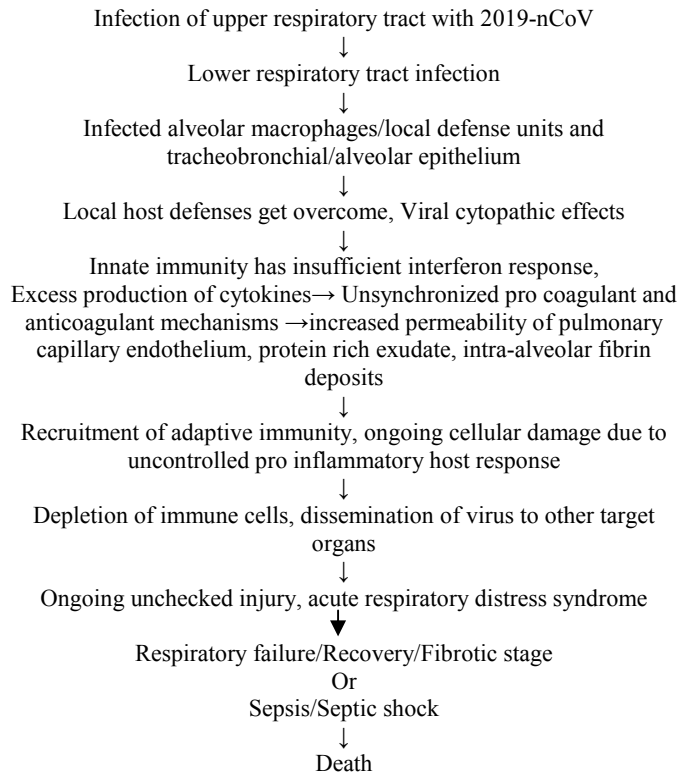 Infection of upper respiratory tract with 2019-nCoV
↓
Lower respiratory tract infection
↓
Infected alveolar macrophages/local defense units and
tracheobronchial/alveolar epithelium
↓
Local host defenses get overcome, Viral cytopathic effects
↓
Innate immunity has insufficient interferon response,
Excess production of cytokines→ Unsynchronized pro coagulant and
anticoagulant mechanisms →increased permeability of pulmonary
capillary endothelium, protein rich exudate, intra-alveolar fibrin
deposits
↓
Recruitment of adaptive immunity, ongoing cellular damage due to
uncontrolled pro inflammatory host response
↓
Depletion of immune cells, dissemination of virus to other target
organs
↓
Ongoing unchecked injury, acute respiratory distress syndrome
↓
Respiratory failure/Recovery/Fibrotic stage
Or
Sepsis/Septic shock
↓
Death